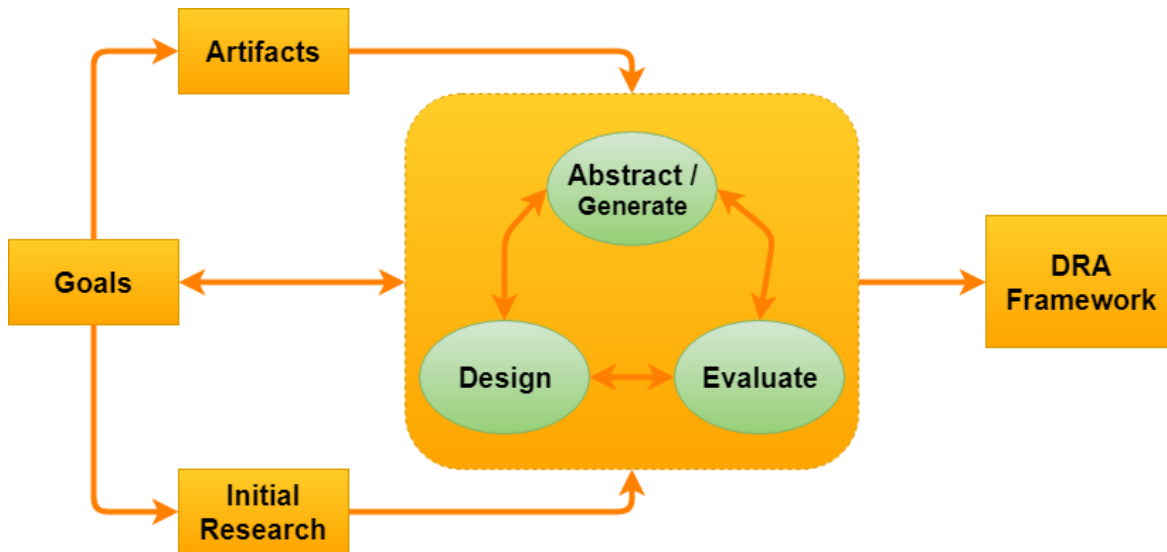 Artifacts
Abstract /
Generate
Goals
DRA
Framework
Design
Evaluate
Initial
Research